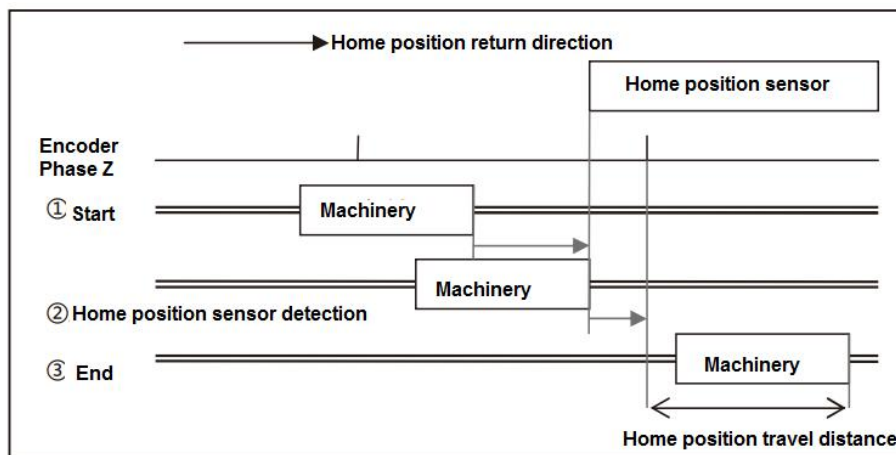 Home position return direction
Home position sensor
Encoder
Phase Z
① Start
Machinery
Machinery
② Home position sensor detection
③ End
Machinery
Home position travel distance